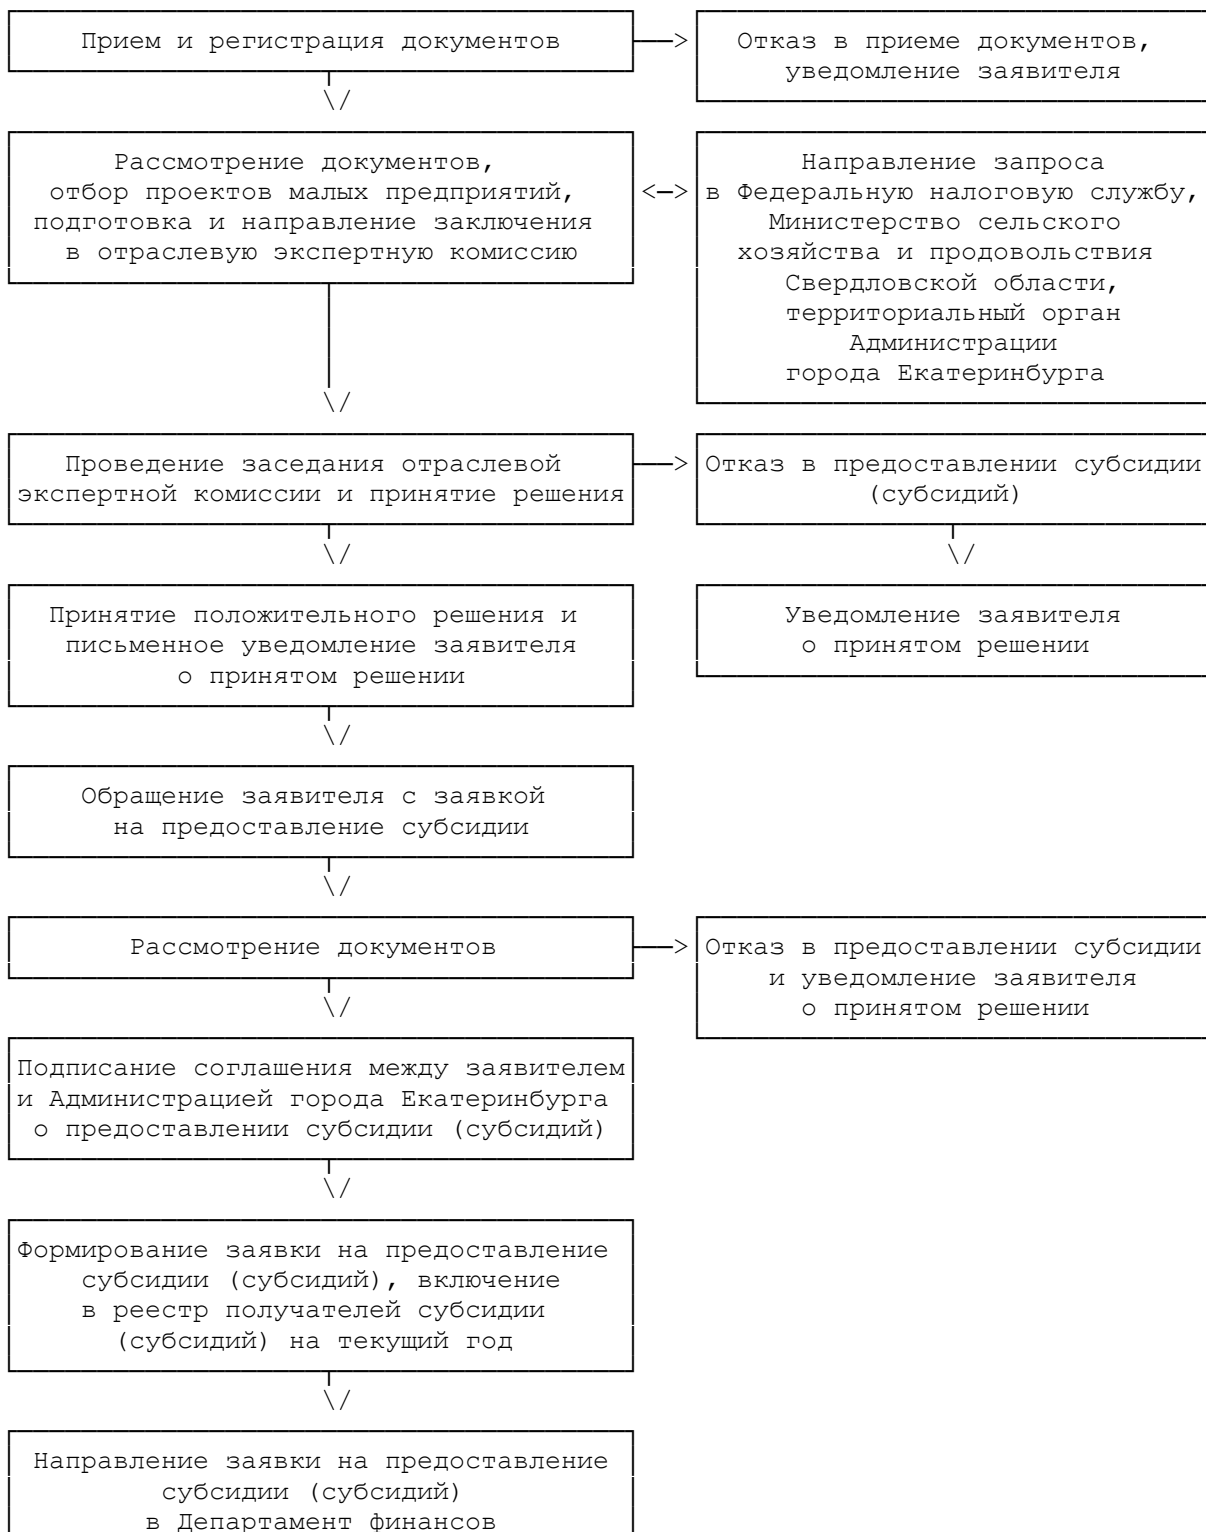 Прием и регистрация документов
Отказ в приеме документов,
уведомление заявителя
Рассмотрение документов,
отбор проектов малых предприятий,
подготовка и направление заключения
в отраслевую экспертную комиссию
Направление запроса
в Федеральную налоговую службу,
Министерство сельского
хозяйства и продовольствия
Свердловской области,
территориальный орган
Администрации
города Екатеринбурга
Проведение заседания отраслевой
экспертной комиссии и принятие решения
Отказ в предоставлении субсидии
(субсидий)
Принятие положительного решения и
письменное уведомление заявителя
о принятом решении
Уведомление заявителя
о принятом решении
Обращение заявителя с заявкой
на предоставление субсидии
Рассмотрение документов
Отказ в предоставлении субсидии
и уведомление заявителя
о принятом решении
Подписание соглашения между заявителем
и Администрацией города Екатеринбурга
о предоставлении субсидии (субсидий)
Формирование заявки на предоставление
субсидии (субсидий), включение
в реестр получателей субсидии
(субсидий) на текущий год
Направление заявки на предоставление
субсидии (субсидий)
в Департамент финансов